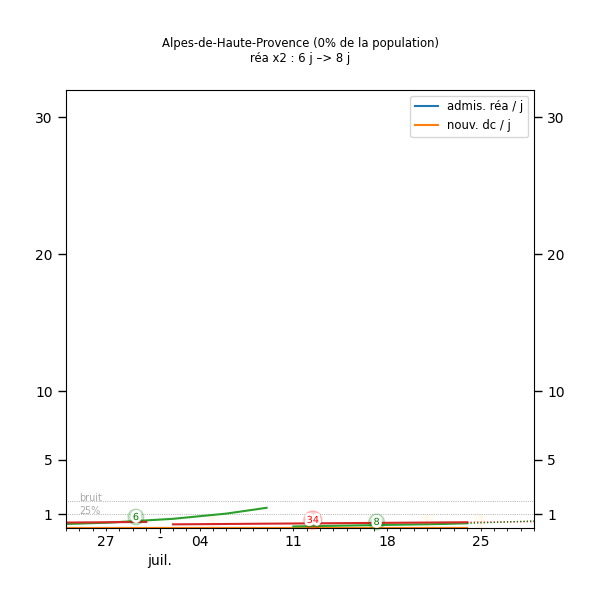 Alpes-de-Haute-Provence (0% de la population)
réa x2 : 6 j –> 8 j
admis. réa / j
nouv. dc / j
30 30
20 20
10 10
5 5
bruit
25%
1 1
6 34 8
27 - 04 11 18 25
juil.